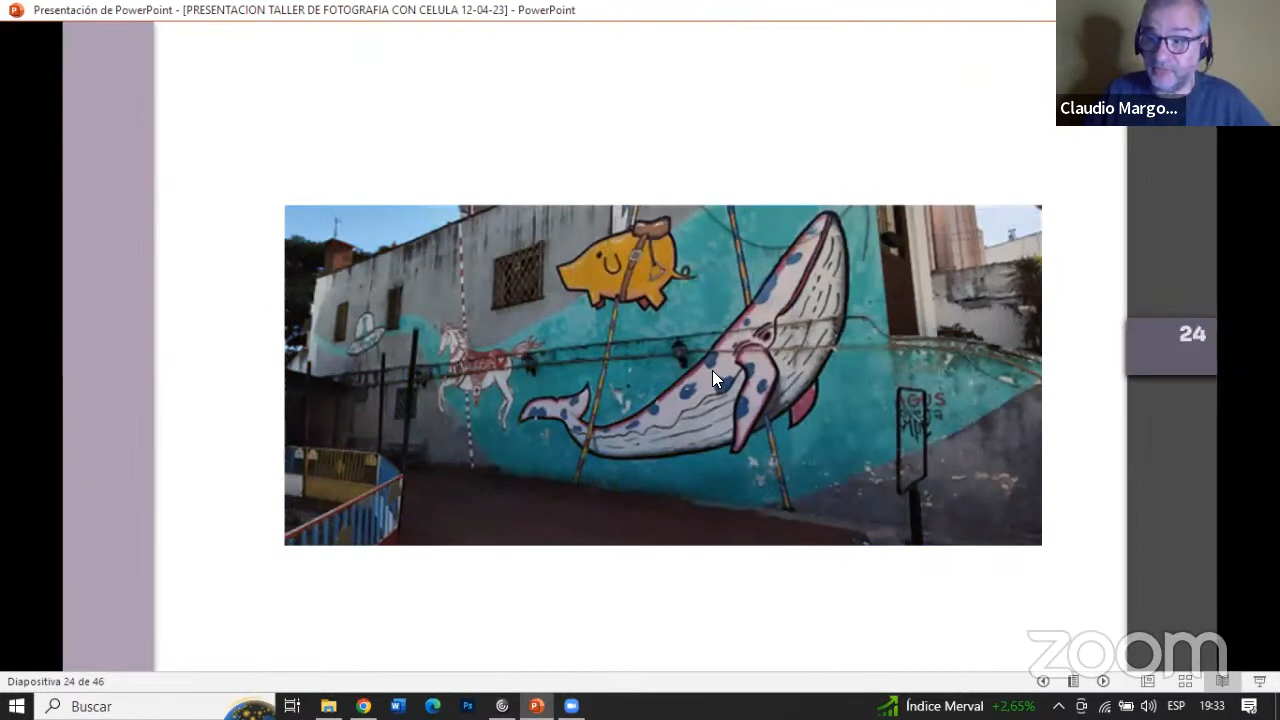 Presentación de PowerPoint - [PRESENTACION TALLER DE FOTOGRAFIA CON CELULA 12-04-23] - PowerPoint
Claudio Margo...
24
AGUS
zoom
Diapositiva 24 de 46
Buscar
Índice Merval +2,65%
ESP
19:33